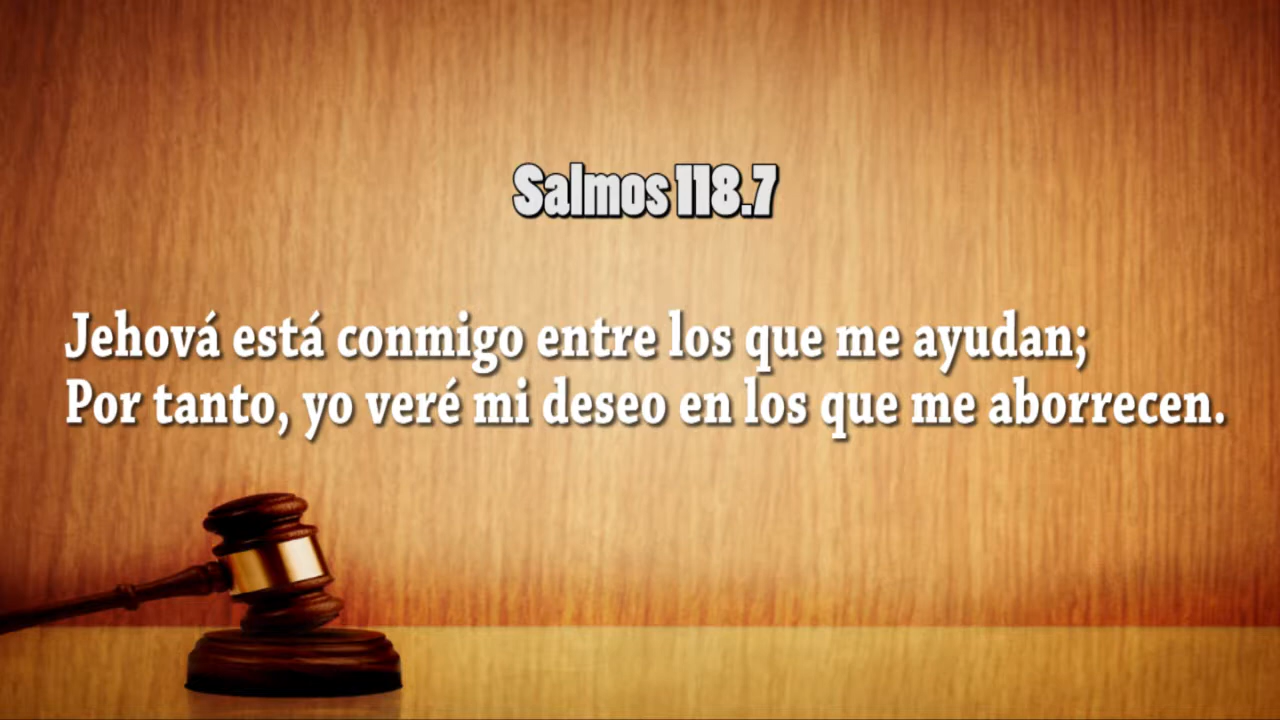 Salmos 118.7
Jehová está conmigo entre los que me ayudan;
Por tanto, yo veré mi deseo en los que me aborrecen.